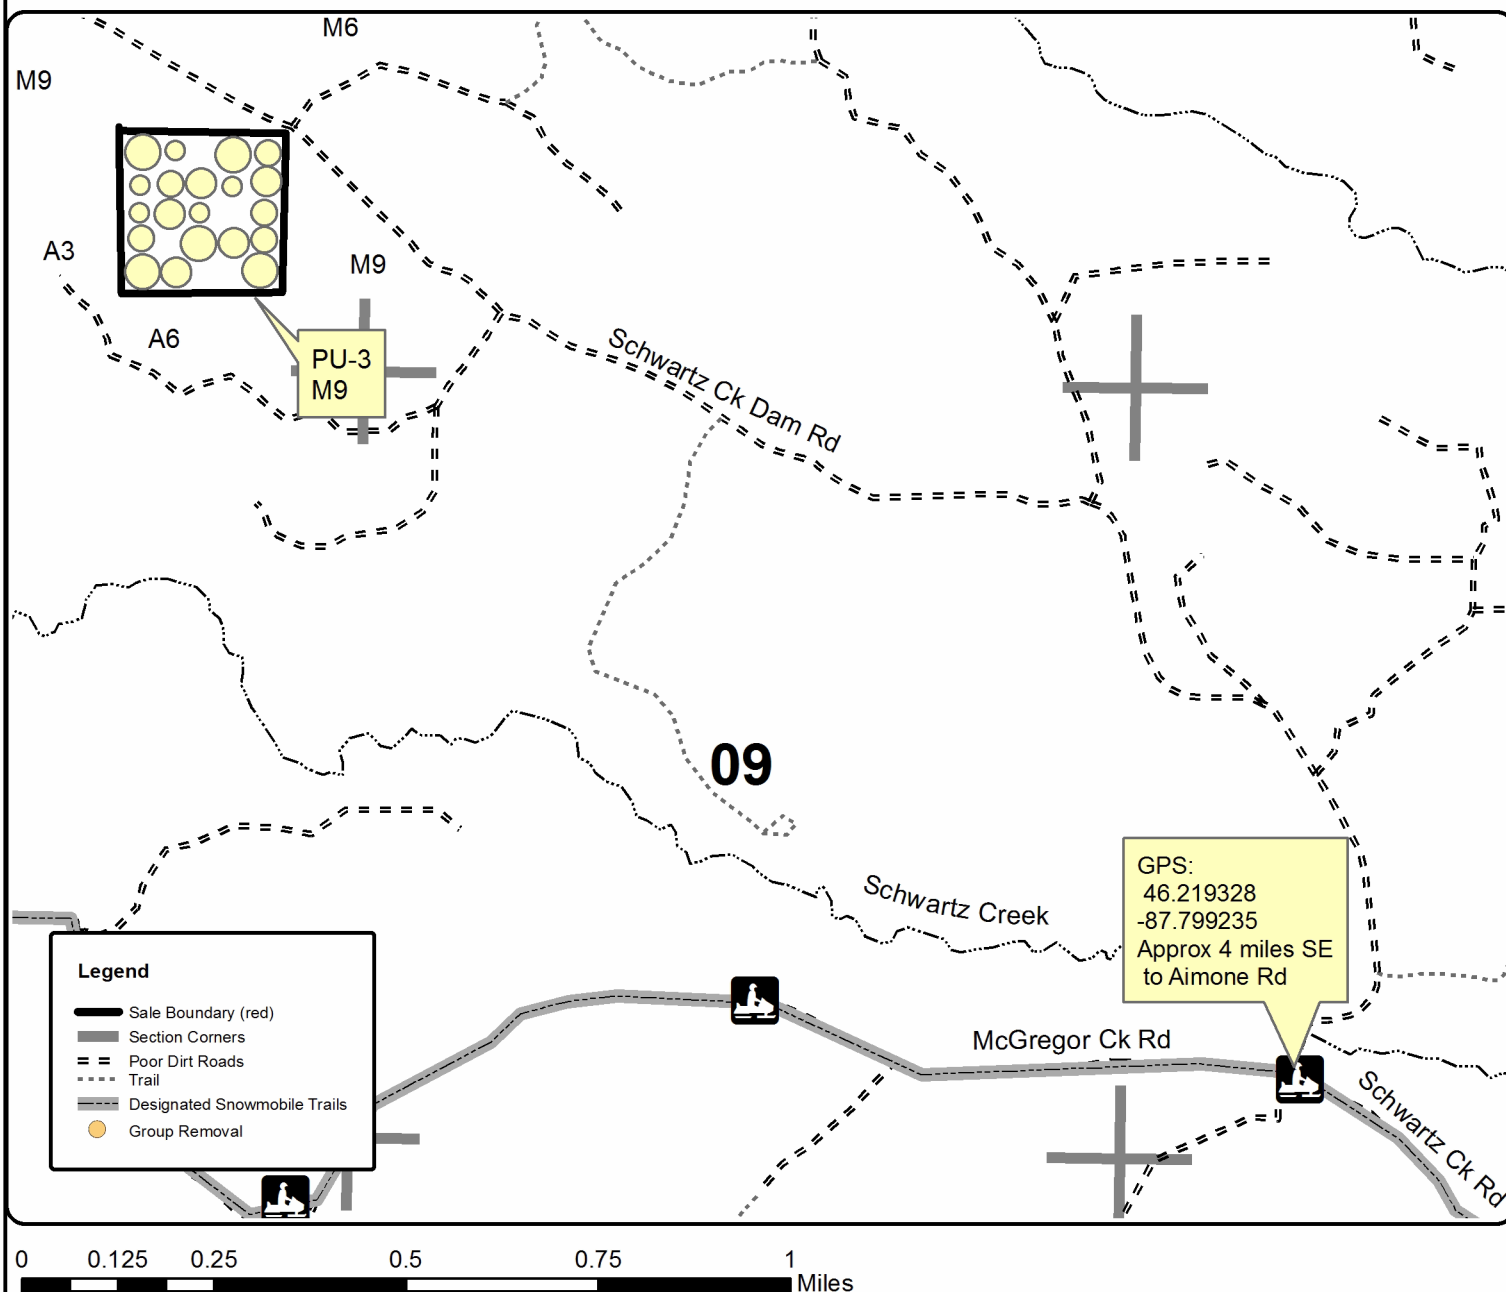 M6
M9
A3
M9
A6
PU-3
M9
Schwartz Ck Dam Rd
09
Schwartz Creek
GPS:
46.219328
-87.799235
Approx 4 miles SE
to Aimone Rd
McGregor Ck Rd
Schwartz Ck Rd
Legend
Sale Boundary (red)
Section Corners
Poor Dirt Roads
Trail
Designated Snowmobile Trails
Group Removal
0 0.125 0.25 0.5 0.75 1
Miles